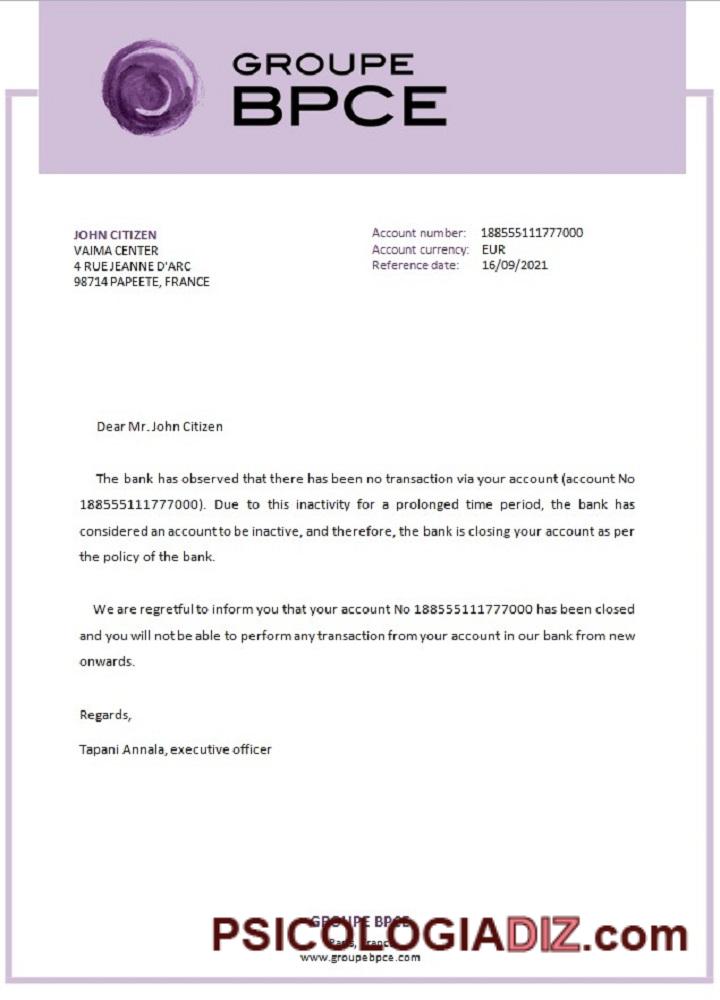 GROUPE
BPCE
JOHN CITIZEN
VAIMA CENTER
4 RUE JEANNE D'ARC
98714 PAPEETE, FRANCE
Account number: 188555111777000
Account currency: EUR
Reference date: 16/09/2021
Dear Mr. John Citizen
The bank has observed that there has been no transaction via your account (account No
188555111777000). Due to this inactivity for a prolonged time period, the bank has
considered an account to be inactive, and therefore, the bank is closing your account as per
the policy of the bank.
We are regretful to inform you that your account No 188555111777000 has been closed
and you will not be able to perform any transaction from your account in our bank from new
onwards.
Regards,
Tapani Annala, executive officer
GROUPE BPCE
Paris, France
PSICOLOGIADIZ.com
www.groupebpce.com